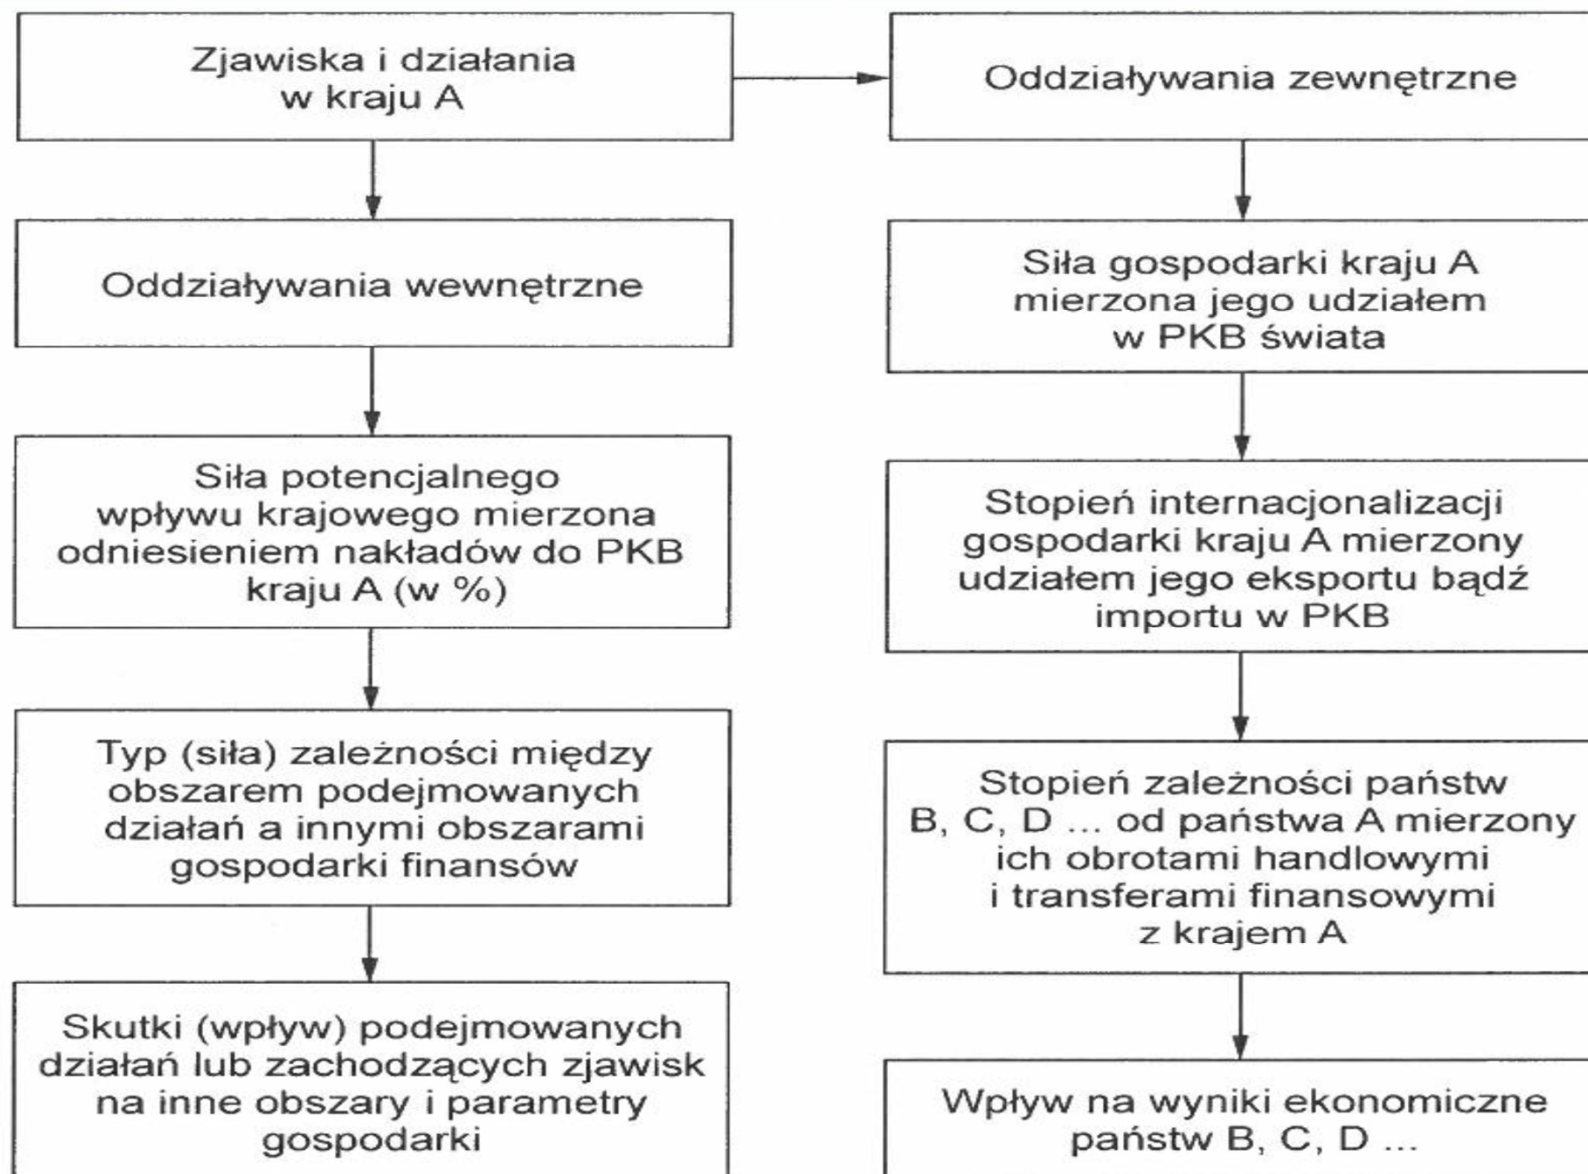 Zjawiska i działania
w kraju A
Oddziaływania zewnętrzne
Oddziaływania wewnętrzne
Siła gospodarki kraju A
mierzona jego udziałem
w PKB świata
Siła potencjalnego
wpływu krajowego mierzona
odniesieniem nakładów do PKB
kraju A (w %)
Stopień internacjonalizacji
gospodarki kraju A mierzony
udziałem jego eksportu bądź
importu w PKB
Typ (siła) zależności między
obszarem podejmowanych
działań a innymi obszarami
gospodarki finansów
Stopień zależności państw
B, C, D ... od państwa A mierzony
ich obrotami handlowymi
i transferami finansowymi
z krajem A
Skutki (wpływ) podejmowanych
działań lub zachodzących zjawisk
na inne obszary i parametry
gospodarki
Wpływ na wyniki ekonomiczne
państw B, C, D ...